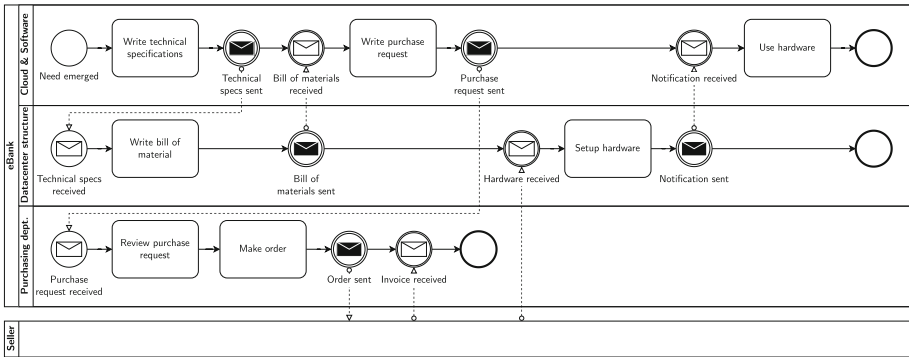 eBank
Cloud & Software
Need emerged
Write technical
specifications
Technical
specs sent
Bill of materials
received
Write purchase
request
Purchase
request sent
Notification received
Use hardware
Datacenter structure
Technical specs
received
Write bill of
material
Bill of
materials sent
Hardware received
Setup hardware
Notification sent
Purchasing dept.
Purchase
request received
Review purchase
request
Make order
Order sent
Invoice received
Seller